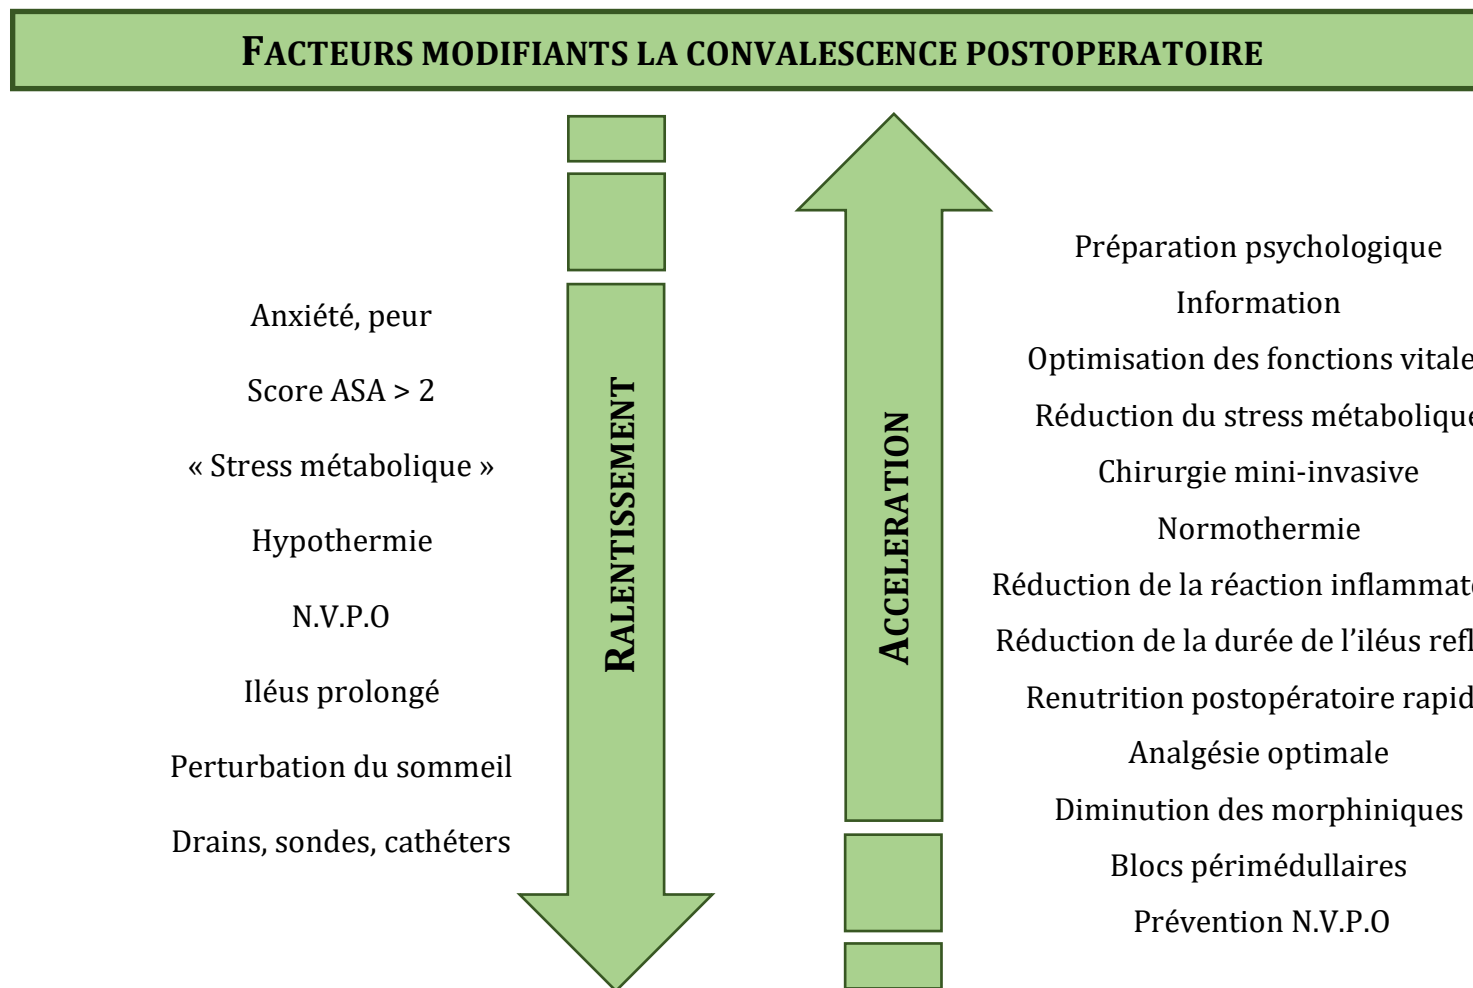 FACTEURS MODIFIANTS LA CONVALESCENCE POSTOPERATOIRE
Anxiété, peur
Score ASA > 2
« Stress métabolique »
Hypothermie
N.V.P.O
Iléus prolongé
Perturbation du sommeil
Drains, sondes, cathéters
RALENTISSEMENT
ACCELERATION
Préparation psychologique
Information
Optimisation des fonctions vitale
Réduction du stress métabolique
Chirurgie mini-invasive
Normothermie
Réduction de la réaction
Réduction de la durée de l’iléus
Renutrition postopératoire rapid
Analgésie optimale
Diminution des morphiniques
Blocs périmédullaires
Prévention N.V.P.O